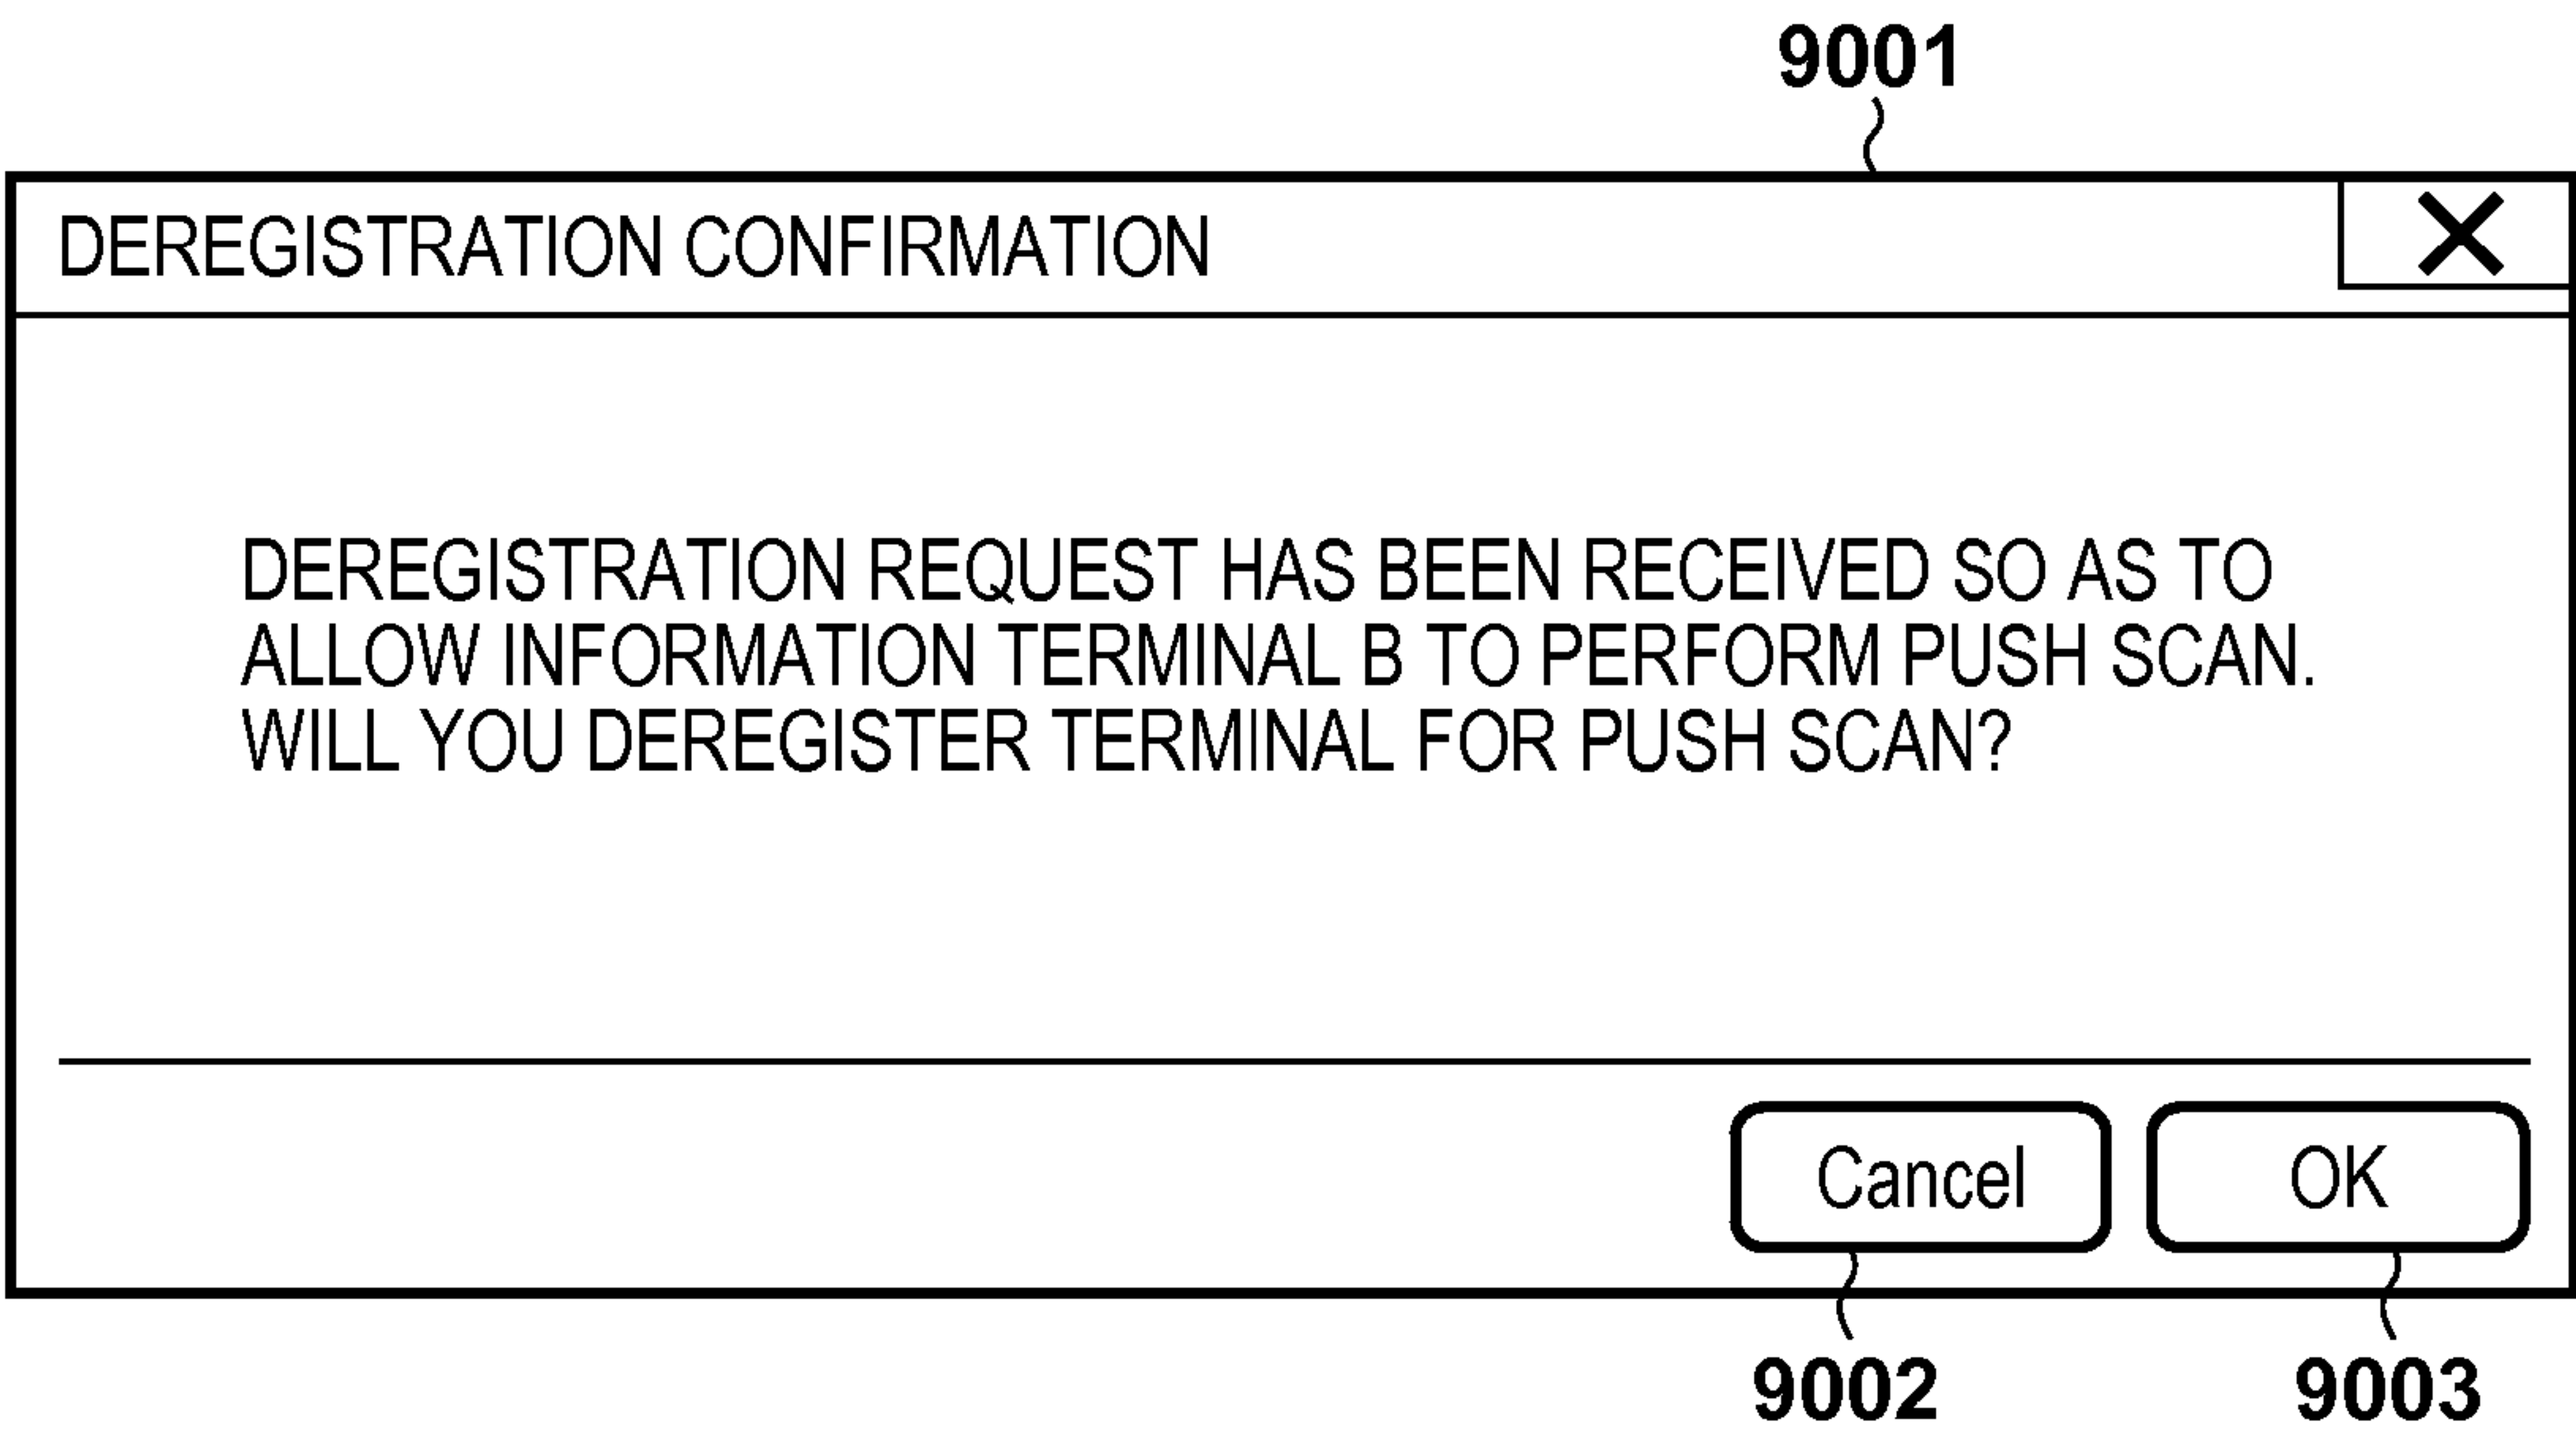 9001
DEREGISTRATION CONFIRMATION
DEREGISTRATION REQUEST HAS BEEN RECEIVED SO AS TO
ALLOW INFORMATION TERMINAL B TO PERFORM PUSH SCAN.
WILL YOU DEREGISTER TERMINAL FOR PUSH SCAN?
Cancel OK
9002 9003